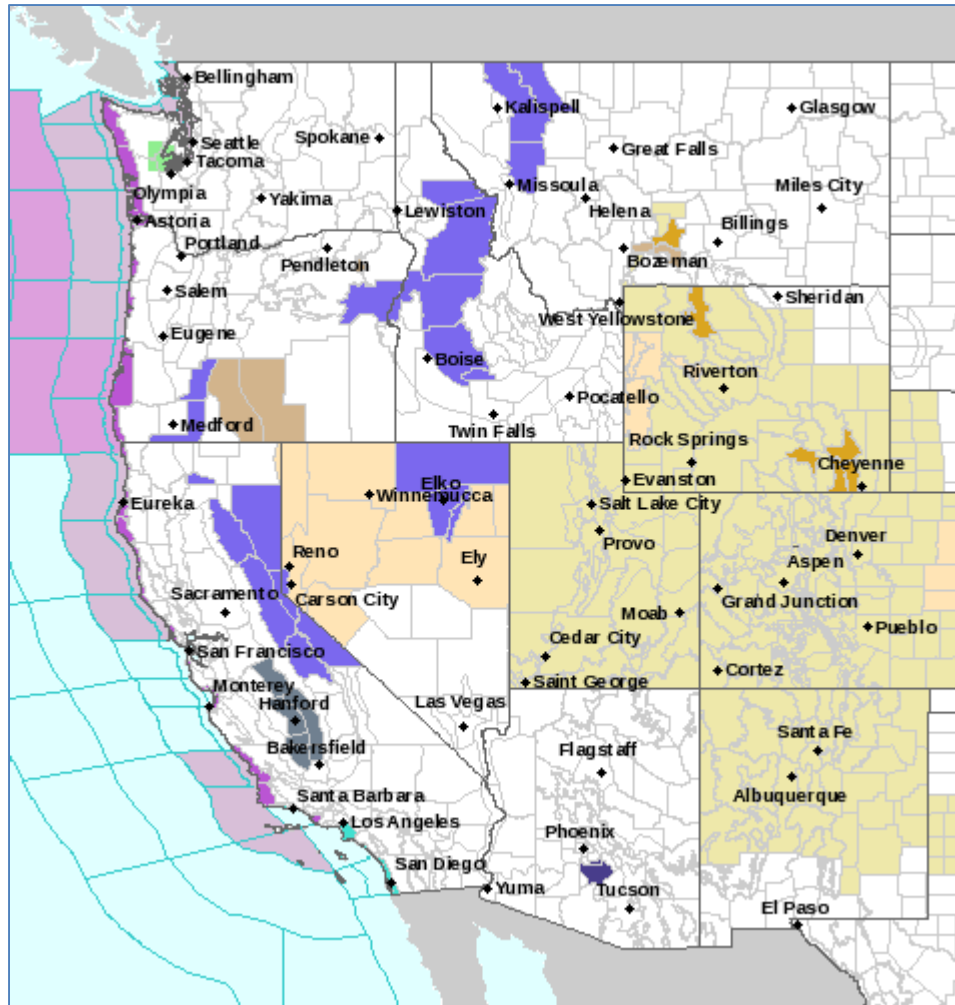 Bellingham
Kalispell
Glasgow
Seattle
Spokane
Great Falls
Tacoma
Olympia
Missoula
Miles City
Yakima
Lewiston
Helena
Astoria
Billings
Portland
Pendleton
Bozeman
Salem
Sheridan
West Yellowstone
Eugene
Boise
Riverton
Pocatello
Medford
Twin Falls
Rock Springs
Cheyenne
Elko
Evanston
Winnemucca
Eureka
Salt Lake City
Denver
Provo
Reno
Ely
Aspen
Sacramento
Carson City
Grand Junction
Moab
Pueblo
Cedar City
San Francisco
Cortez
Saint George
Monterey
Hanford
Las Vegas
Santa Fe
Bakersfield
Flagstaff
Albuquerque
Santa Barbara
Los Angeles
Phoenix
San Diego
Yuma
Tucson
El Paso